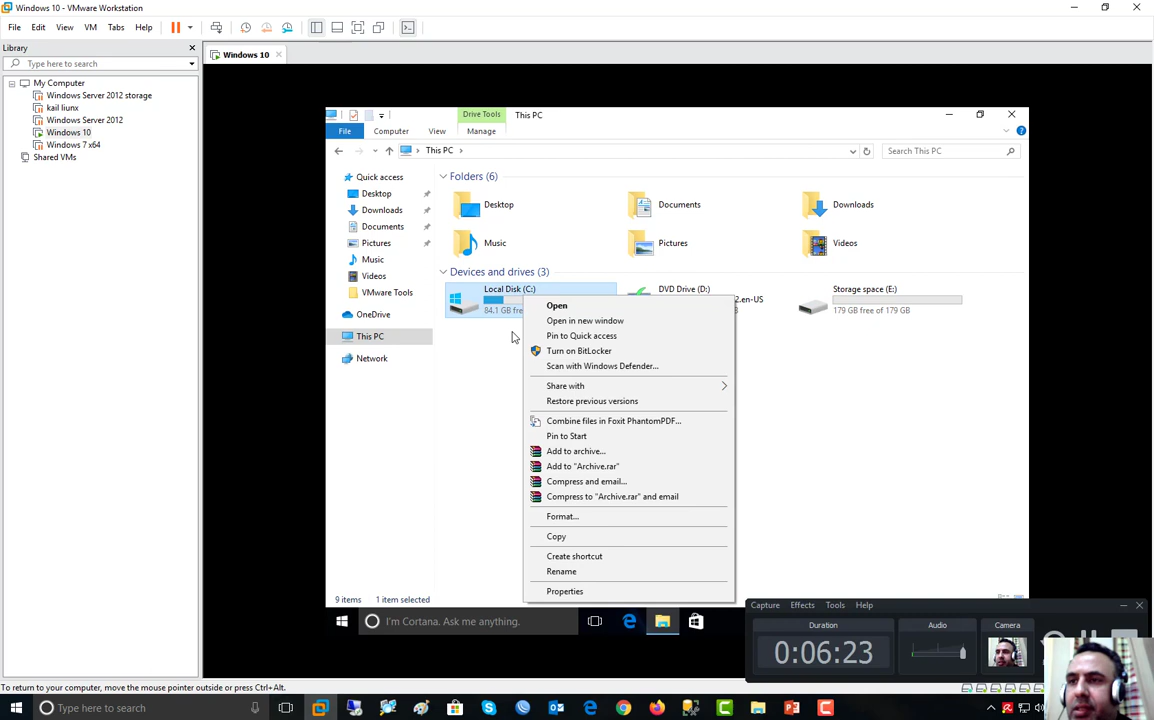 Windows 10 - VMware Workstation
File Edit View VM Tabs Help
Library
Type here to search
My Computer
Windows Server 2012 storage
kail liunx
Windows Server 2012
Windows 10
Windows 7 x64
Shared VMs
Windows 10
Drive Tools
This PC
File Computer View Manage
This PC
Search This PC
Quick access
Desktop
Downloads
Documents
Pictures
Music
Videos
VMware Tools
OneDrive
This PC
Network
Folders (6)
Desktop
Documents
Downloads
Music
Pictures
Videos
Devices and drives (3)
Local Disk (C:)
84.1 GB fre
DVD Drive (D:)
2.en-US
Storage space (E:)
179 GB free of 179 GB
Open
Open in new window
Pin to Quick access
Turn on BitLocker
Scan with Windows Defender...
Share with
Restore previous versions
Combine files in Foxit PhantomPDF...
Pin to Start
Add to archive...
Add to "Archive.rar"
Compress and email...
Compress to "Archive.rar" and email
Format...
Copy
Create shortcut
Rename
Properties
9 items 1 item selected
I'm Cortana. Ask me anything.
Capture Effects Tools Help
Duration
0:06:23
Audio
Camera
To return to your computer, move the mouse pointer outside or press Ctrl+Alt.
Type here to search